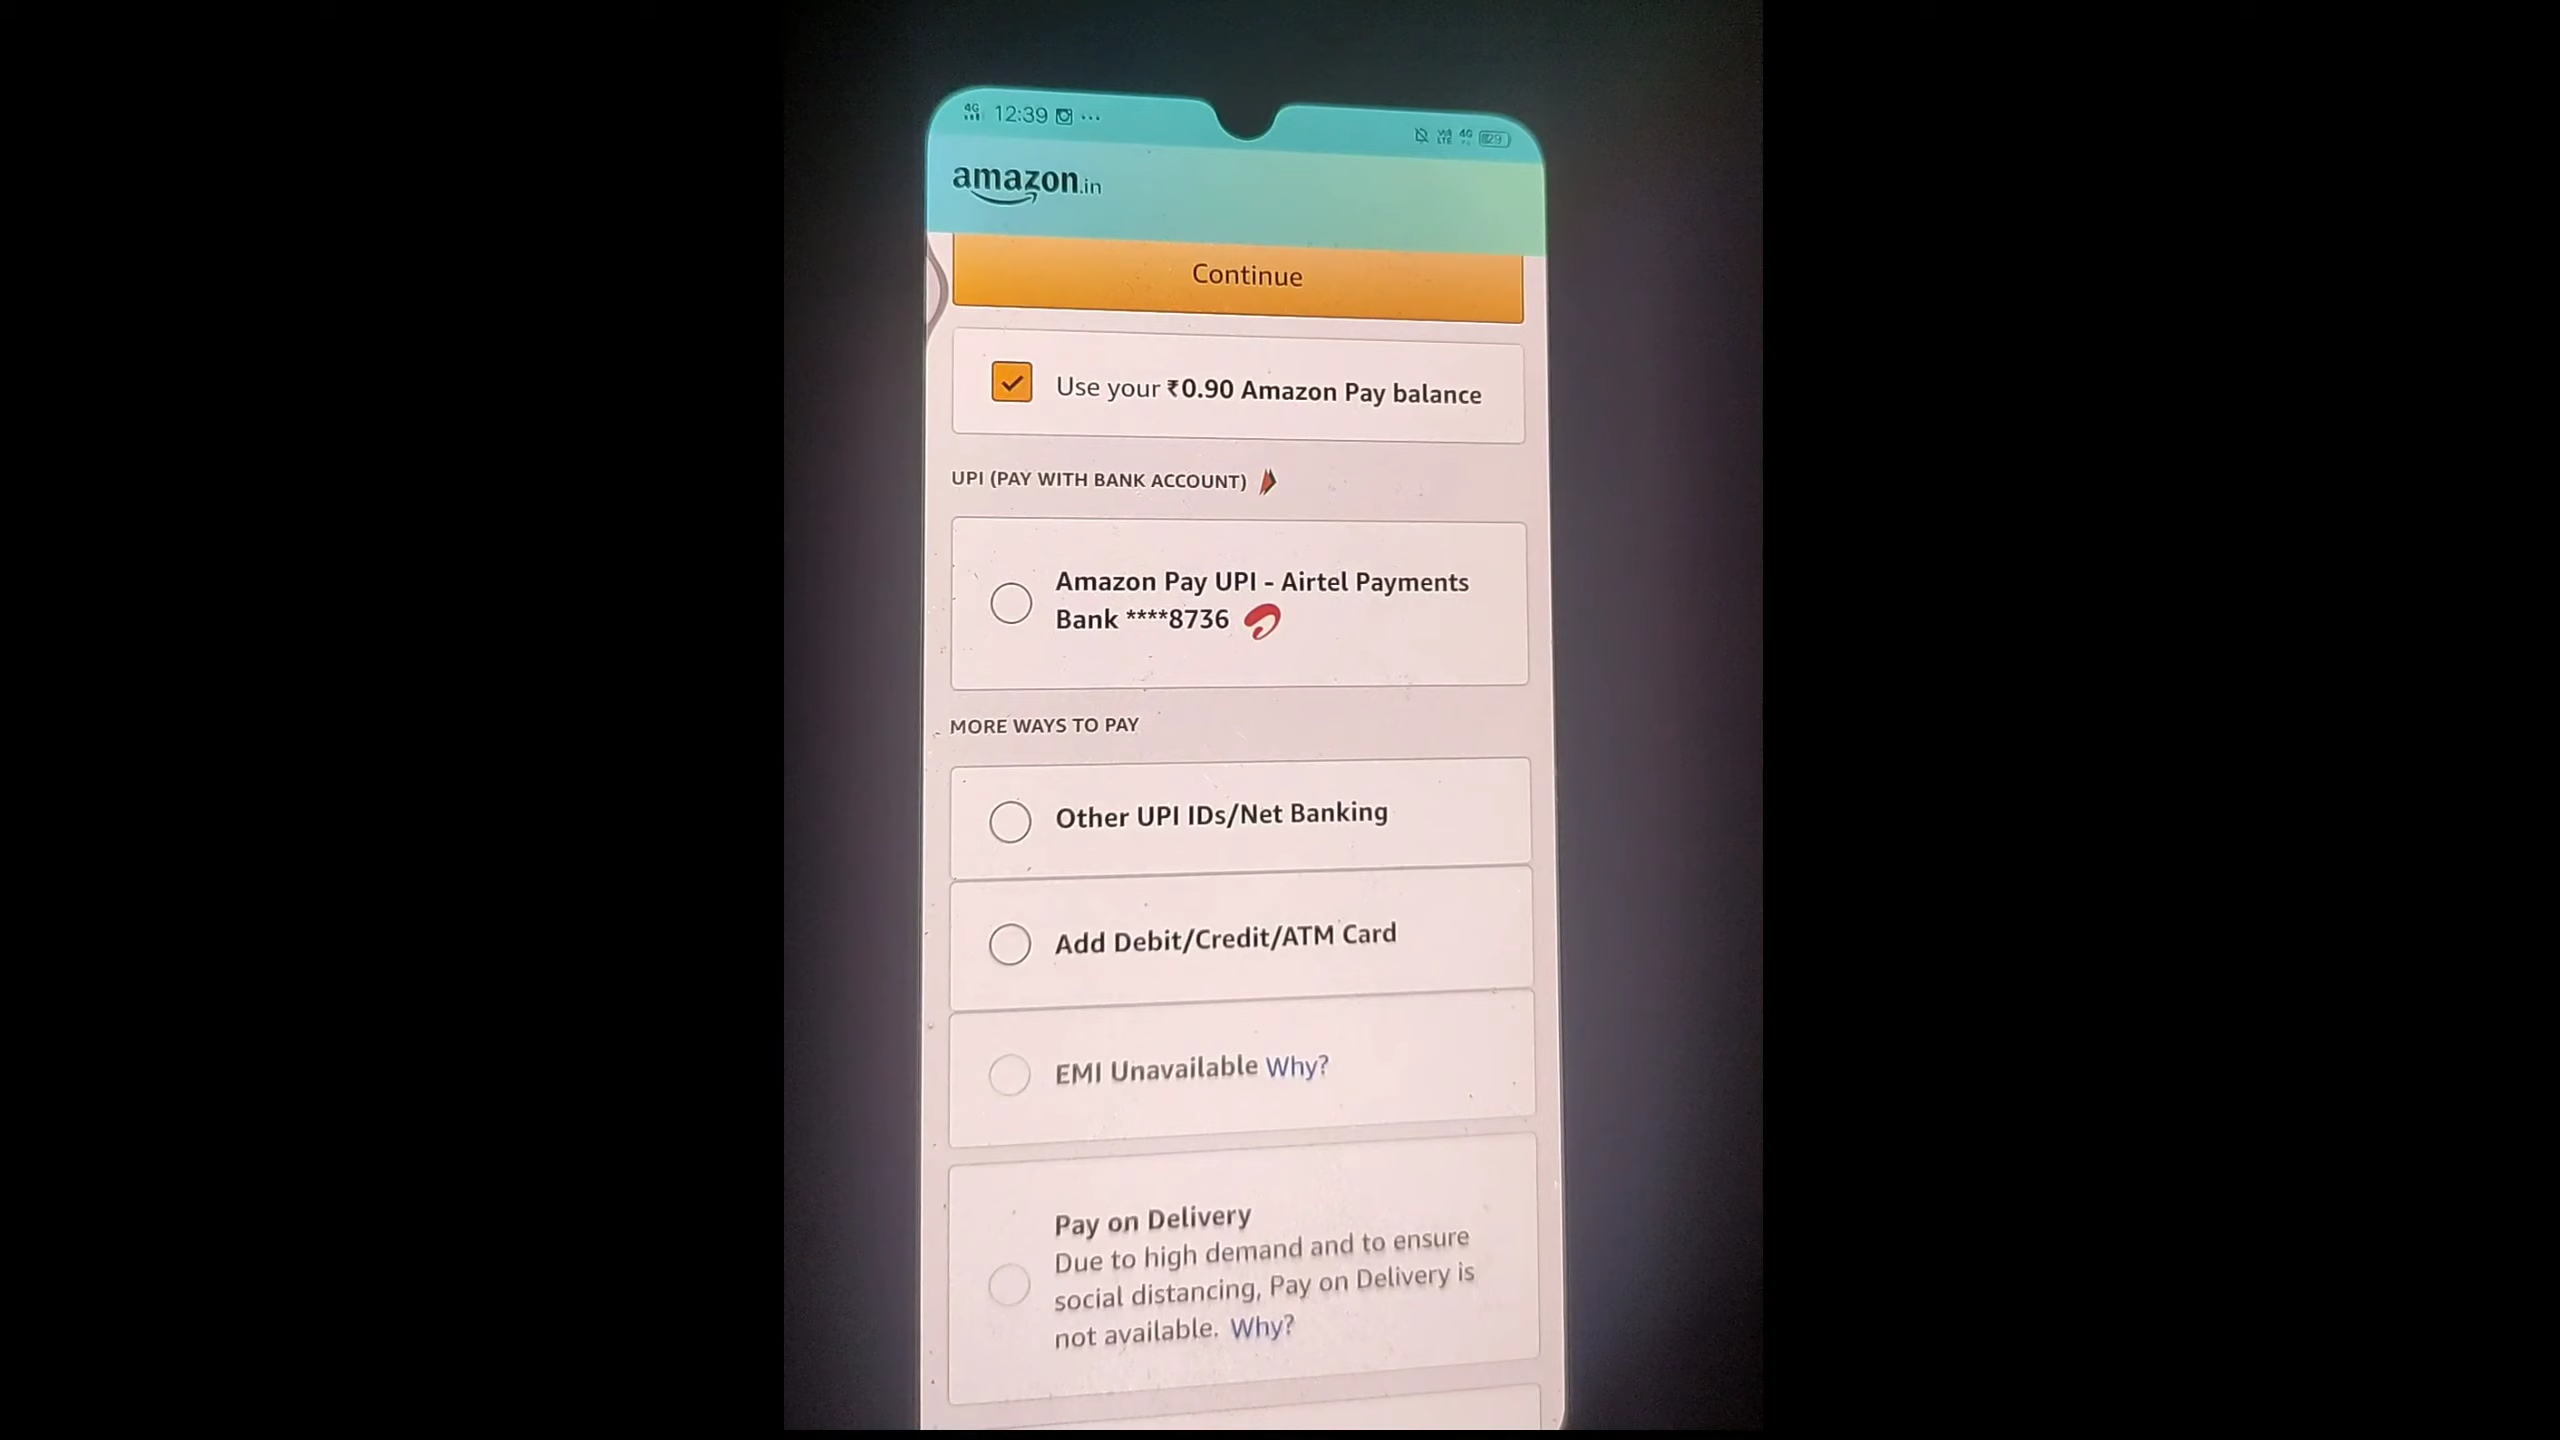 4G 12:39 ...
4G 29
amazon.in
Continue
Use your ₹0.90 Amazon Pay balance
UPI (PAY WITH BANK ACCOUNT)
Amazon Pay UPI - Airtel Payments
Bank ****8736
MORE WAYS TO PAY
Other UPI IDs/Net Banking
Add Debit/Credit/ATM Card
EMI Unavailable Why?
Pay on Delivery
Due to high demand and to ensure
social distancing, Pay on Delivery is
not available. Why?